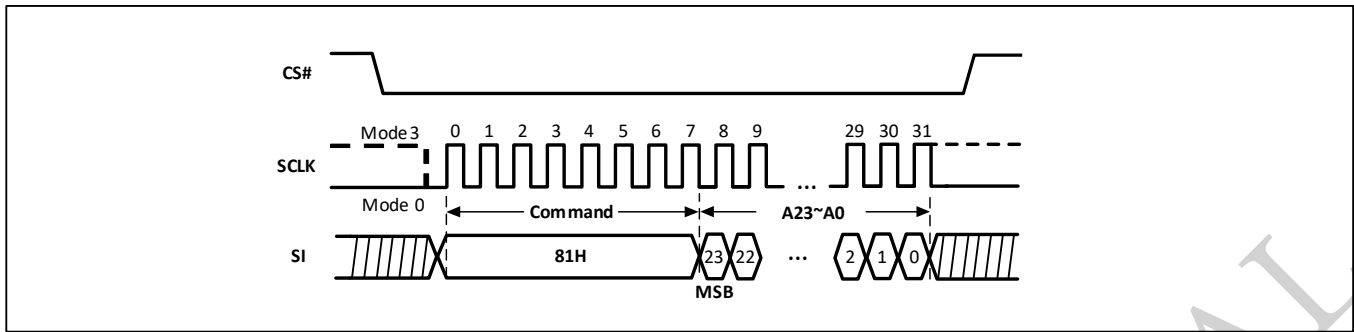 CS#
Mode 3 0 1 2 3 4 5 6 7 8 9 29 30 31
SCLK
...
Mode 0 Command A23~A0
SI 81H 23 22 ... 2 1 0
MSB